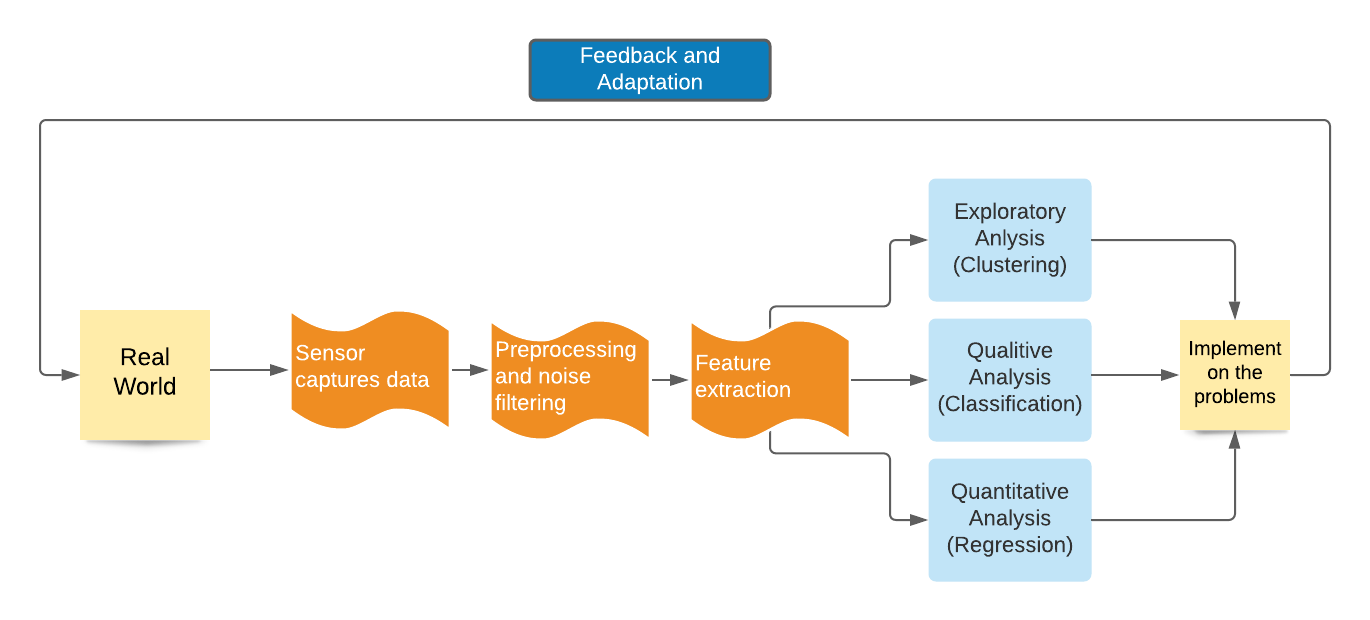 Feedback and
Adaptation
Real
World
Sensor
captures data
Preprocessing
and noise
filtering
Feature
extraction
Exploratory
Anlysis
(Clustering)
Qualitive
Analysis
(Classification)
Quantitative
Analysis
(Regression)
Implement
on the
problems